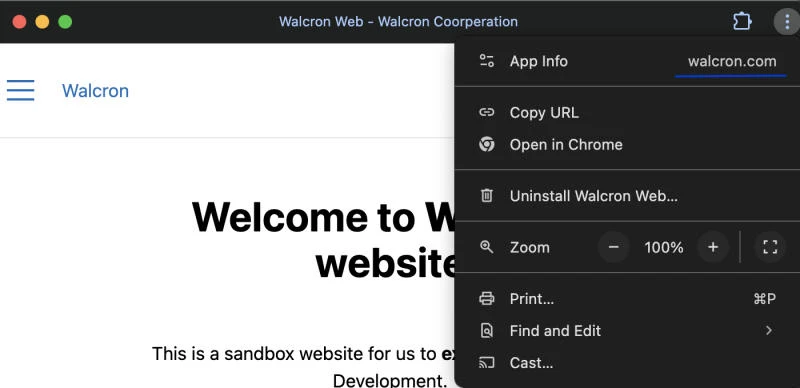 Walcron Web - Walcron Coorperation
App Info walcron.com
Walcron
Copy URL
Open in Chrome
Uninstall Walcron Web...
Welcome to W
Zoom 100%
website
Print... ⌘P
Find and Edit
This is a sandbox website for us to ex
Cast...
Development.